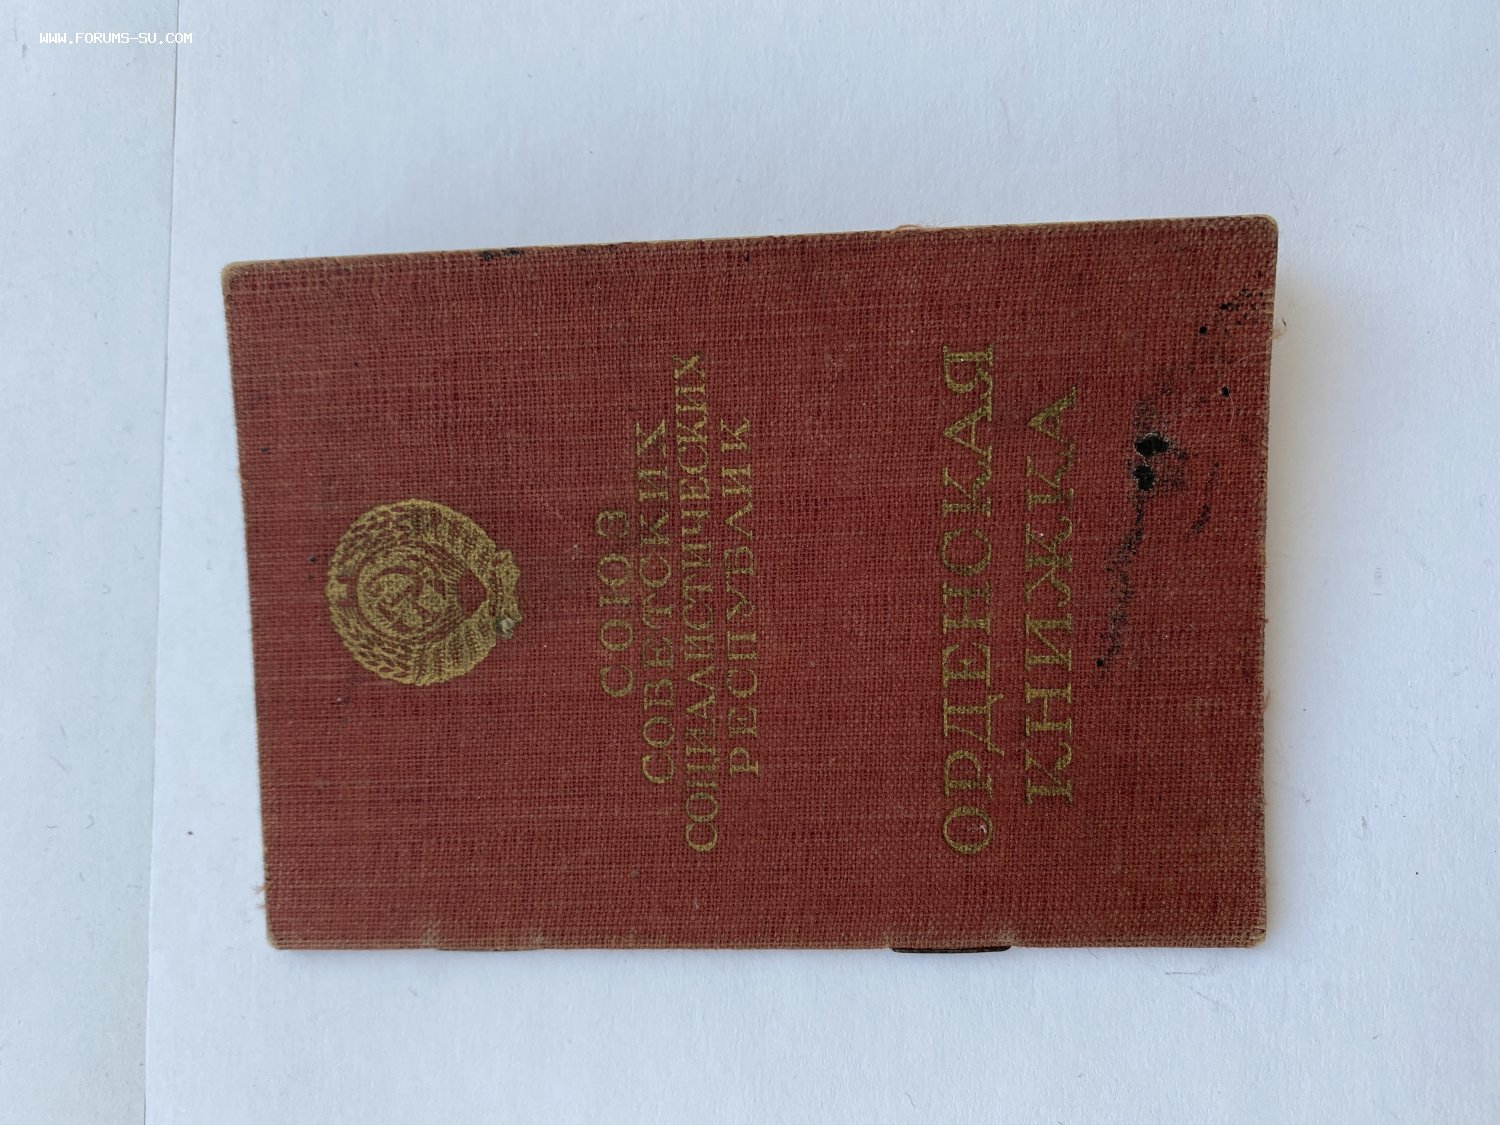 WWW.FORUMS-SU.COM
СОЮЗ
СОВЕТСКИХ
СОЦИАЛИСТИЧЕСКИХ
РЕСПУБЛИК
ОРДЕНСКАЯ
КНИЖКА